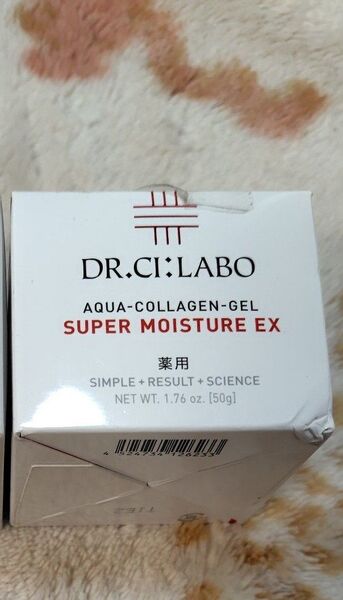 DR.CI:LABO
AQUA-COLLAGEN-GEL
SUPER MOISTURE EX
薬用
SIMPLE + RESULT + SCIENCE
NET WT. 1.76 oz. [50g]